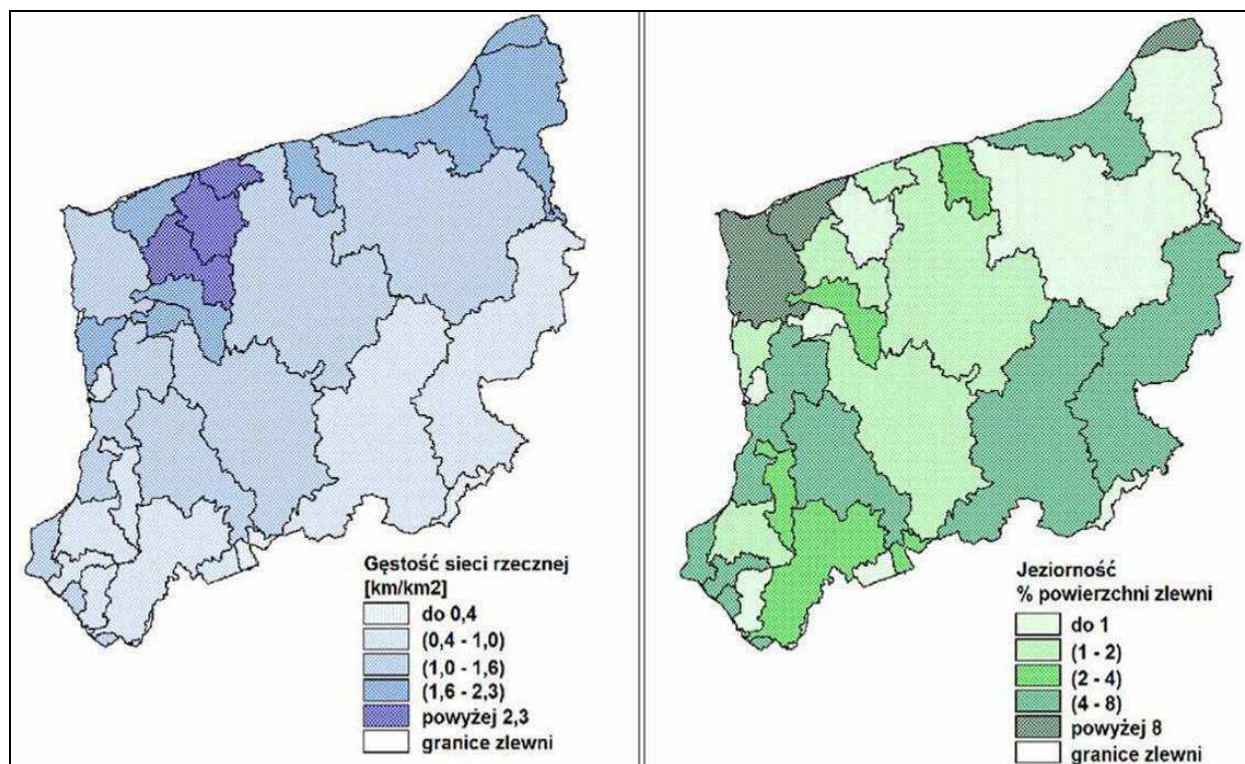 Gęstość sieci rzecznej
[km/km2]
do 0,4
(0,4 - 1,0)
(1,0 - 1,6)
(1,6 - 2,3)
powyżej 2,3
granice zlewni
Jeziorność
% powierzchni zlewni
do 1
(1 - 2)
(2 - 4)
(4 - 8)
powyżej 8
granice zlewni